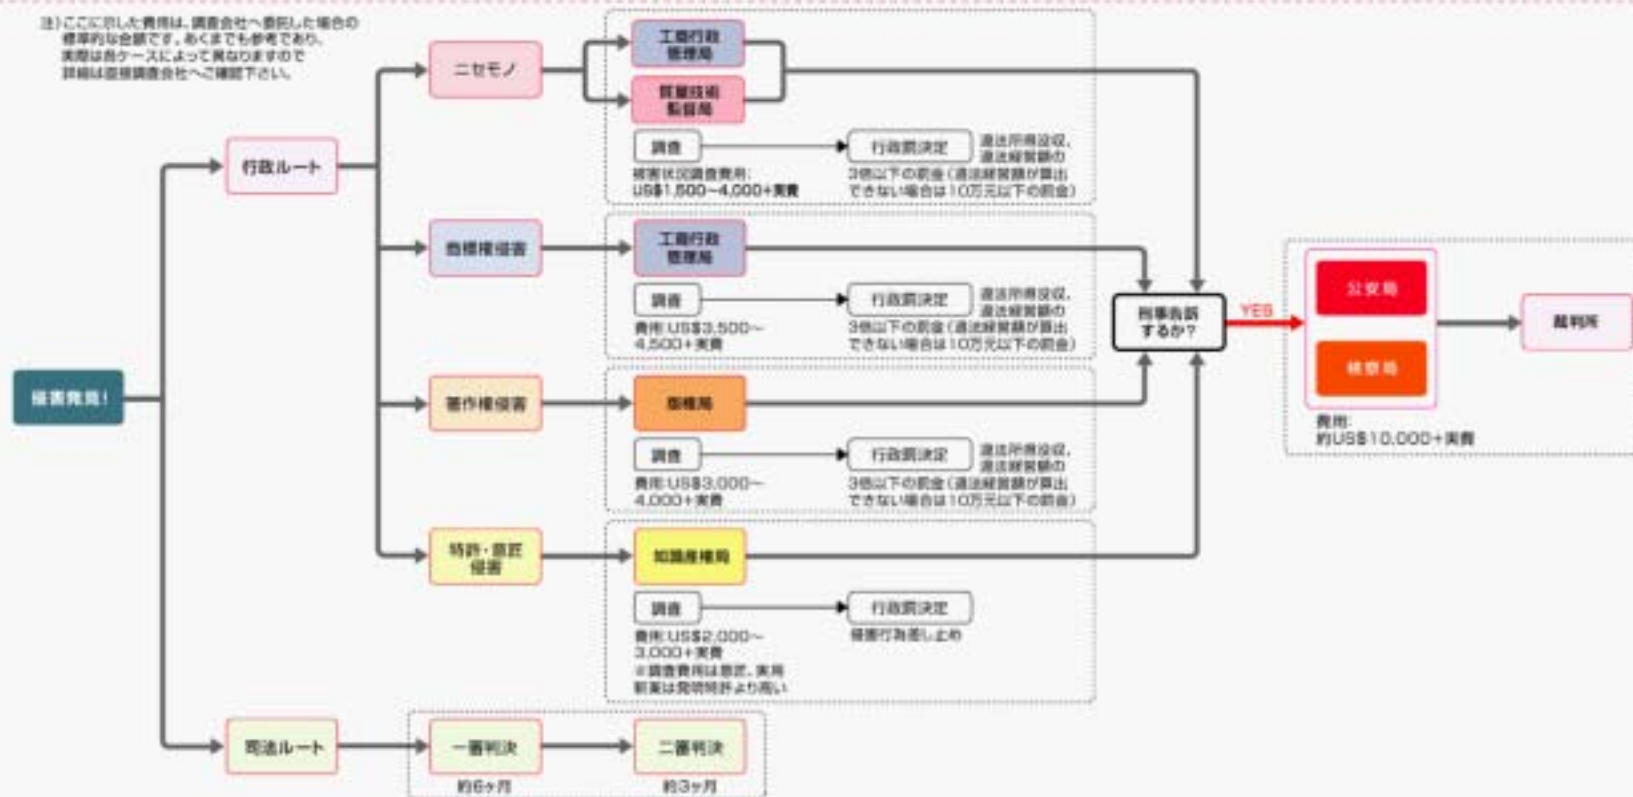 注）ここに示した費用は、調査会社へ委託した場合の
標準的な金額です。あくまでも参考であり、
実際は各ケースによって異なりますので
詳細は直接調査会社へご確認下さい。
侵害発見！
行政ルート
ニセモノ
工商行政
管理局
質量技術
監督局
調査
行政罰決定
違法所得没収、
違法経営額の
3倍以下の罰金（違法経営額が算出
できない場合は10万元以下の罰金）
被害状況調査費用：
US$1,500～4,000+実費
商標権侵害
工商行政
管理局
調査
行政罰決定
違法所得没収、
違法経営額の
3倍以下の罰金（違法経営額が算出
できない場合は10万元以下の罰金）
費用：US$3,500～
4,500+実費
著作権侵害
版権局
調査
行政罰決定
違法所得没収、
違法経営額の
3倍以下の罰金（違法経営額が算出
できない場合は10万元以下の罰金）
費用：US$3,000～
4,000+実費
特許・意匠
侵害
知識産権局
調査
行政罰決定
侵害行為差し止め
費用：US$2,000～
3,000+実費
※調査費用は意匠、実用
新案は発明特許より高い
刑事告訴
するか？
YES
公安局
検察局
費用：
約US$10,000+実費
裁判所
司法ルート
一審判決
約6ヶ月
二審判決
約3ヶ月